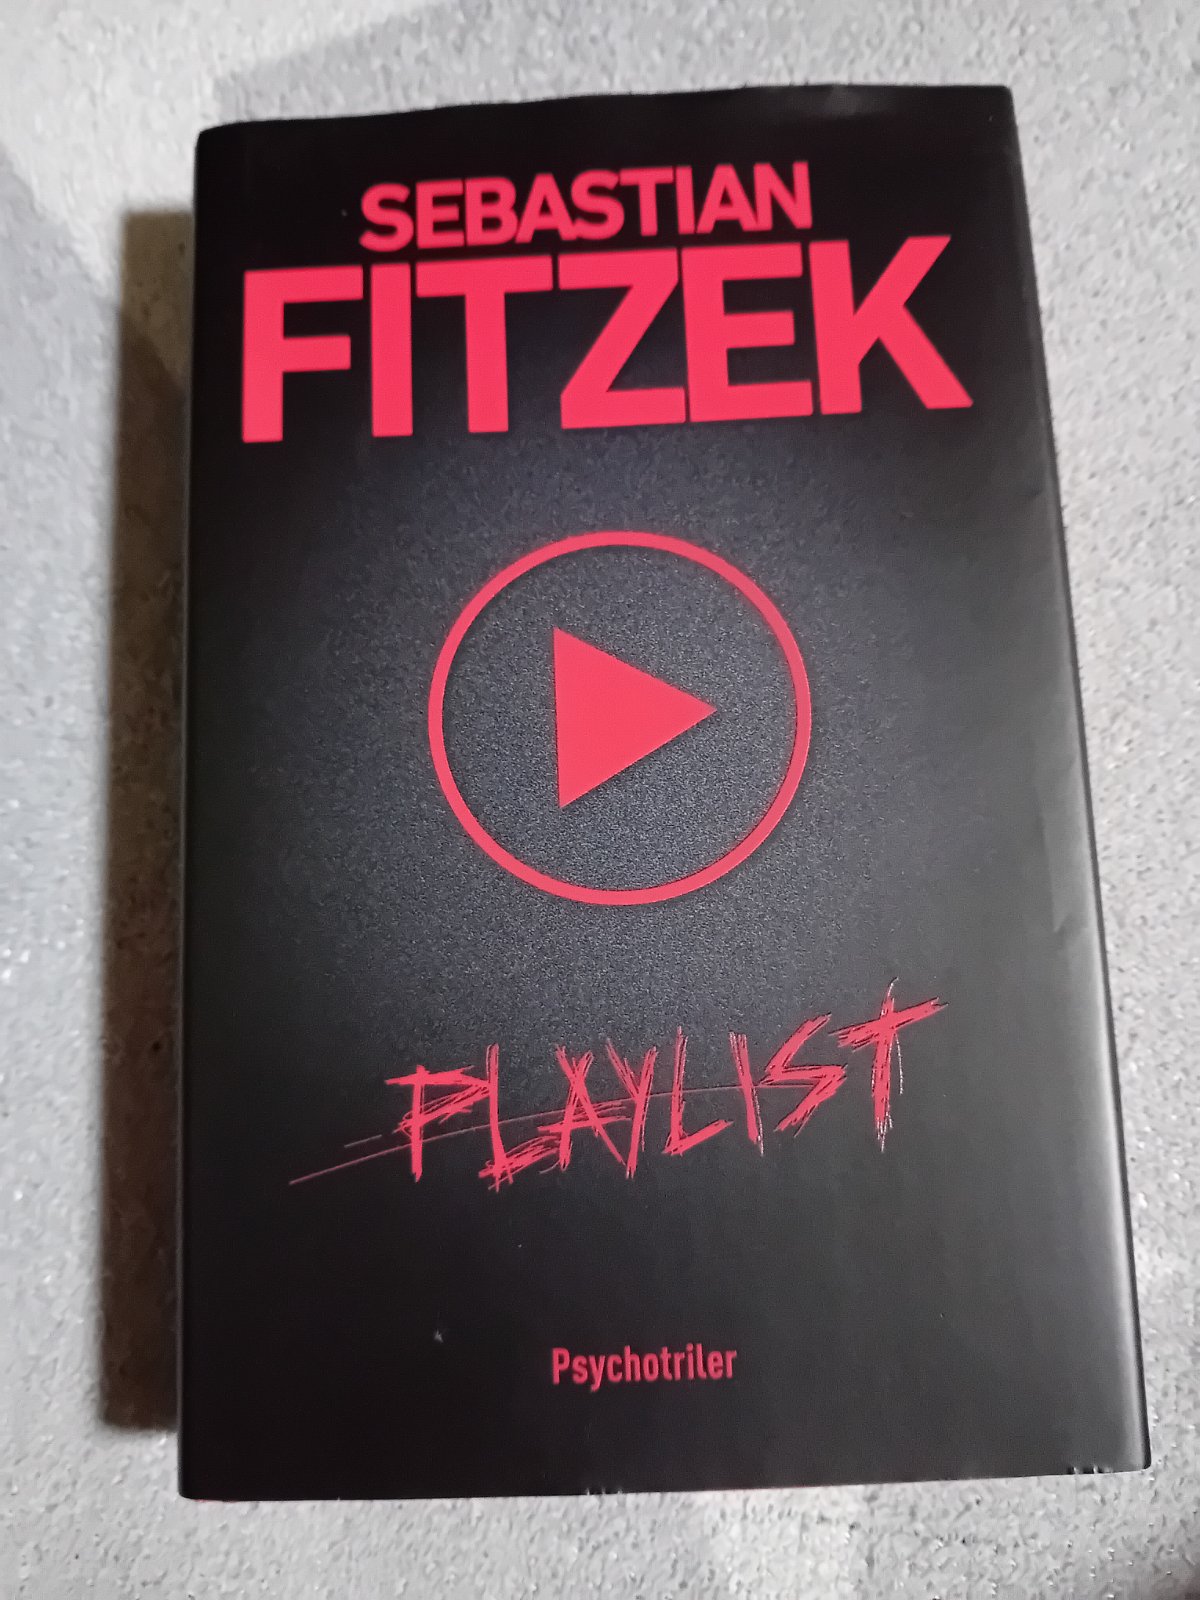 SEBASTIAN
FITZEK
PLAYLIST
Psychotriler